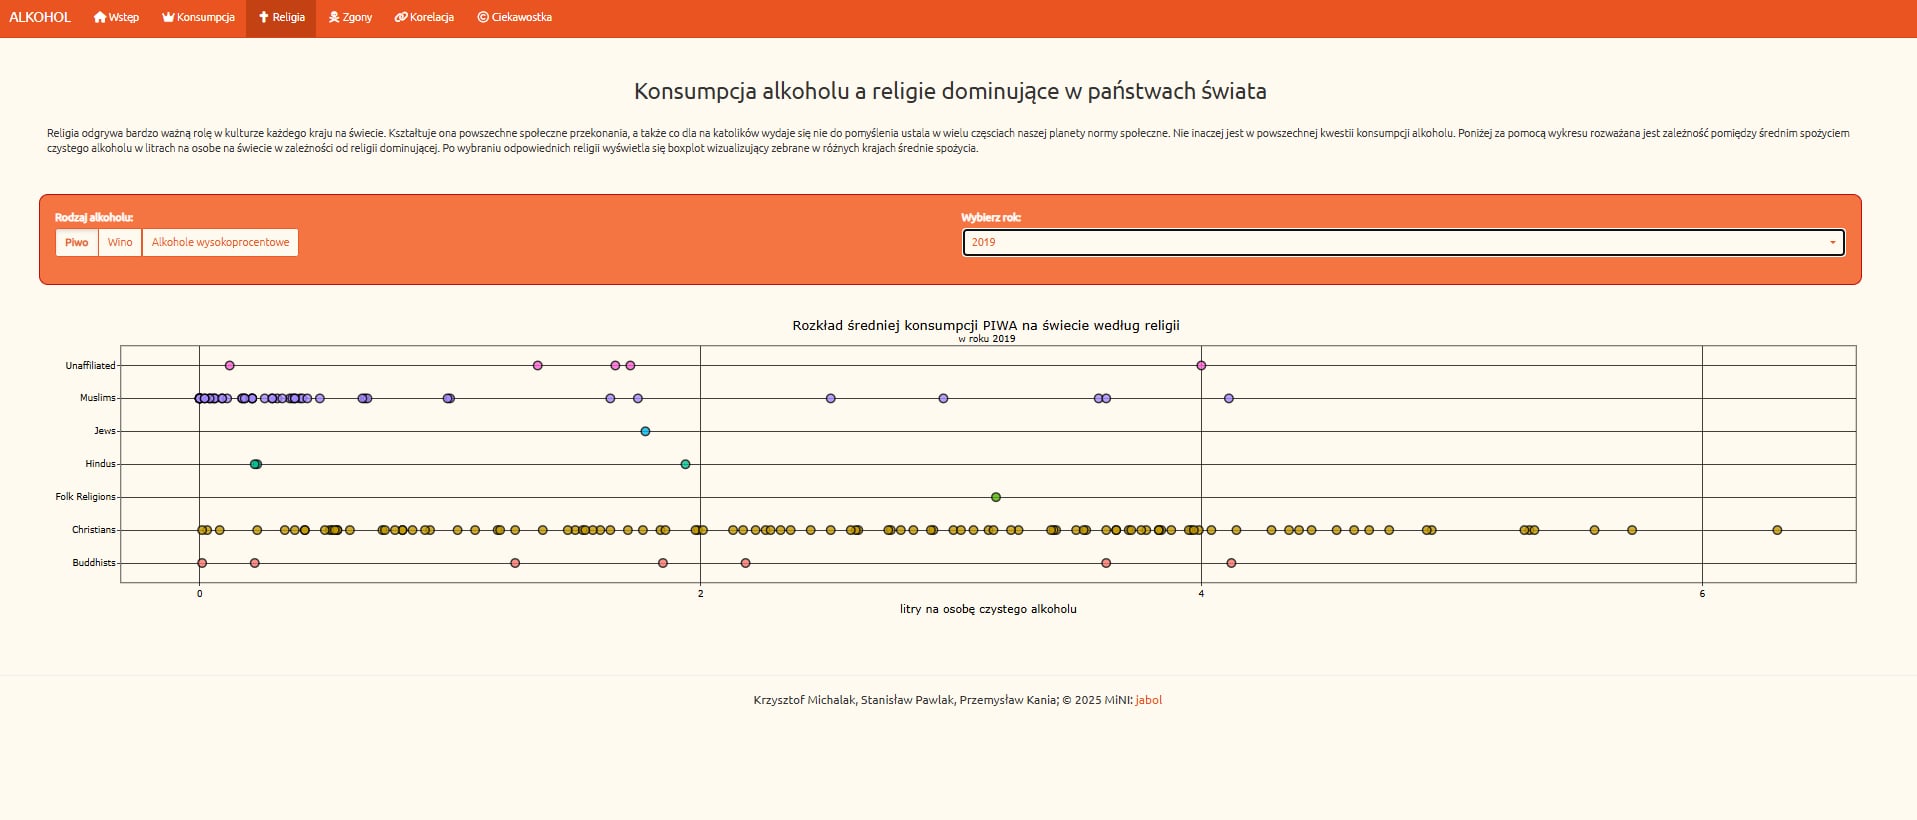 ALKOHOL Wstęp Konsumpcja Religia Zgony Korelacja Ciekawostka
Konsumpcja alkoholu a religie dominujące w państwach świata
Religia odgrywa bardzo ważną rolę w kulturze każdego kraju na świecie. Kształtuje ona powszechne społeczne przekonania, a także co dla na katolików wydaje się nie do pomyślenia ustala w wielu częsciach naszej planety normy społeczne. Nie inaczej jest w powszechnej kwestii konsumpcji alkoholu. Poniżej za pomocą wykresu rozważana jest zależność pomiędzy średnim spożyciem
czystego alkoholu w litrach na osobe na świecie w zależności od religii dominującej. Po wybraniu odpowiednich religii wyświetla się boxplot wizualizujący zebrane w różnych krajach średnie spożycia.
Rodzaj alkoholu:
Piwo Wino Alkohole wysokoprocentowe
Wybierz rok:
2019
Rozkład średniej konsumpcji PIWA na świecie według religii
w roku 2019
Unaffiliated
Muslims
Jews
Hindus
Folk Religions
Christians
Buddhists
0 2 4 6
litry na osobę czystego alkoholu
Krzysztof Michalak, Stanisław Pawlak, Przemysław Kania; © 2025 MiNI: jabol